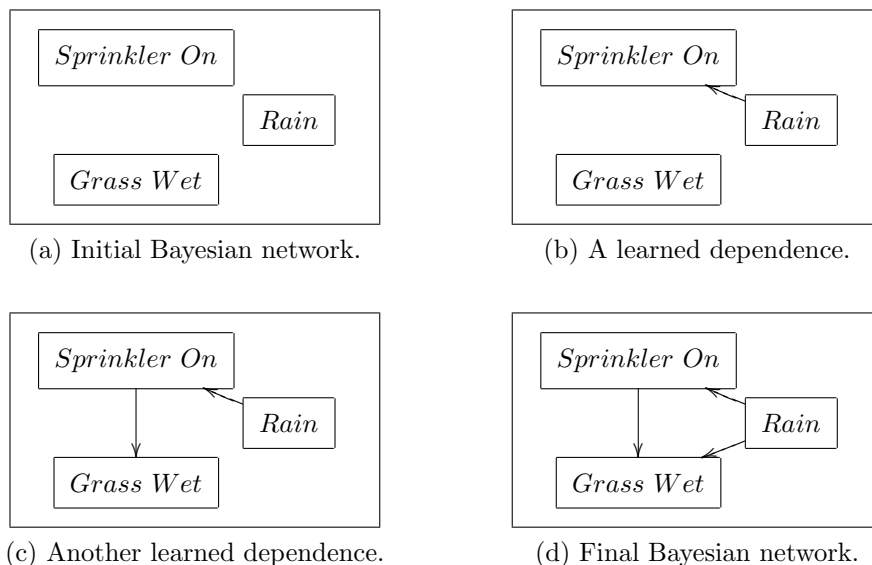 Sprinkler On
Rain
Grass Wet
(a) Initial Bayesian network.
Sprinkler On
Rain
Grass Wet
(b) A learned dependence.
Sprinkler On
Rain
Grass Wet
(c) Another learned dependence.
Sprinkler On
Rain
Grass Wet
(d) Final Bayesian network.